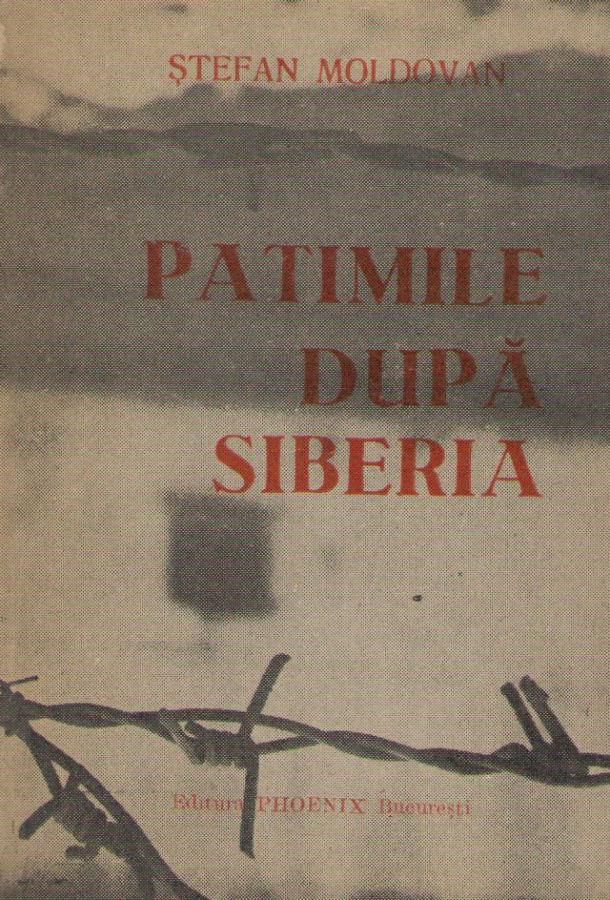 ȘTEFAN MOLDOVAN
PATIMILE
DUPĂ
SIBERIA
Editura PHOENIX București